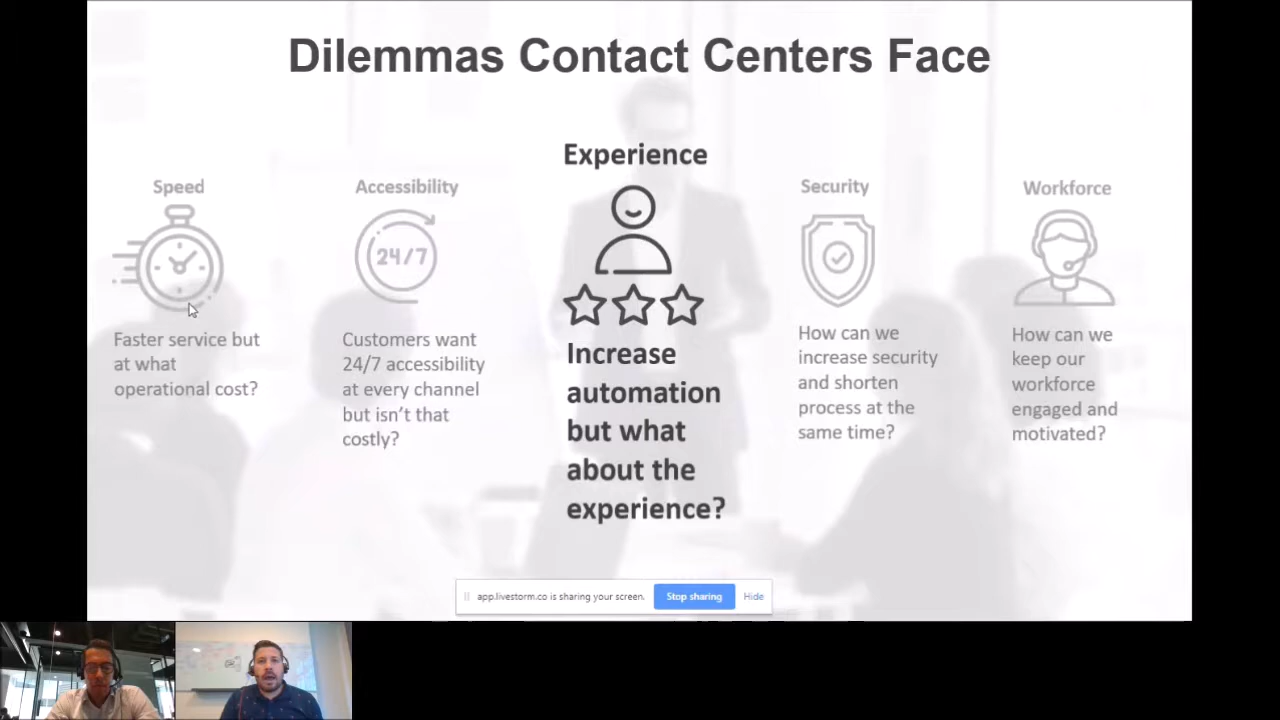 Dilemmas Contact Centers Face
Speed
Faster service but
at what
operational cost?
Accessibility
24/7
Customers want
24/7 accessibility
at every channel
but isn't that
costly?
Experience
Increase
automation
but what
about the
experience?
Security
How can we
increase security
and shorten
process at the
same time?
Workforce
How can we
keep our
workforce
engaged and
motivated?
app.livestorm.co is sharing your screen.
Stop sharing
Hide